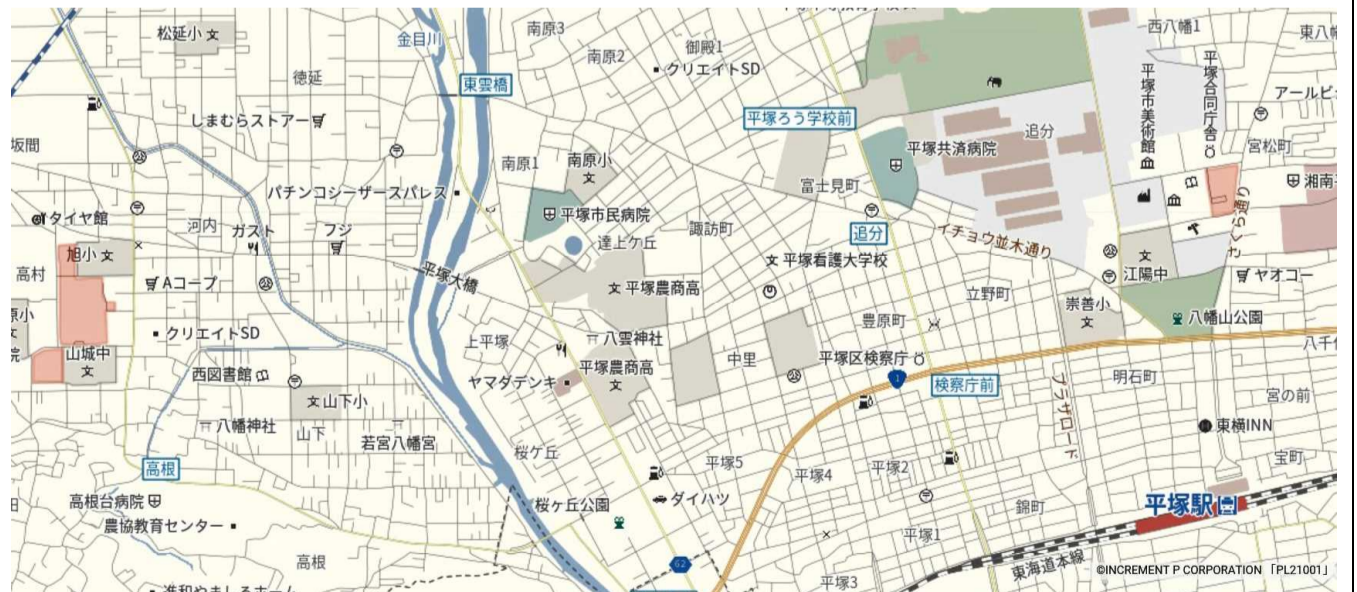 松延小
金目川
南原3
南原2
御殿1
クリエイトSD
西八幡1
徳延
東雲橋
平塚市美術館
平塚合同庁舎
しまむらストアー
平塚ろう学校前
追分
坂間
南原1
南原小
平塚共済病院
宮松町
パチンコシーザースパレス
富士見町
タイヤ館
河内
ガスト
フジ
平塚市民病院
諏訪町
追分
イチョウ並木通り
旭小
達上ケ丘
平塚看護大学校
江陽中
ヤオコー
高村
Aコープ
平塚大橋
平塚農商高
立野町
崇善小
八幡山公園
クリエイトSD
上平塚
八雲神社
豊原町
山城中
中里
平塚区検察庁
1
西図書館
ヤマダデンキ
平塚農商高
検察庁前
明石町
山下小
宮の前
八幡神社
山下
若宮八幡宮
プラザロード
東横INN
高根
桜ケ丘
平塚5
平塚4
平塚2
宝町
高根台病院
桜ヶ丘公園
ダイハツ
錦町
平塚駅
農協教育センター
平塚1
高根
62
平塚3
東海道本線
©INCREMENT P CORPORATION 「PL21001」